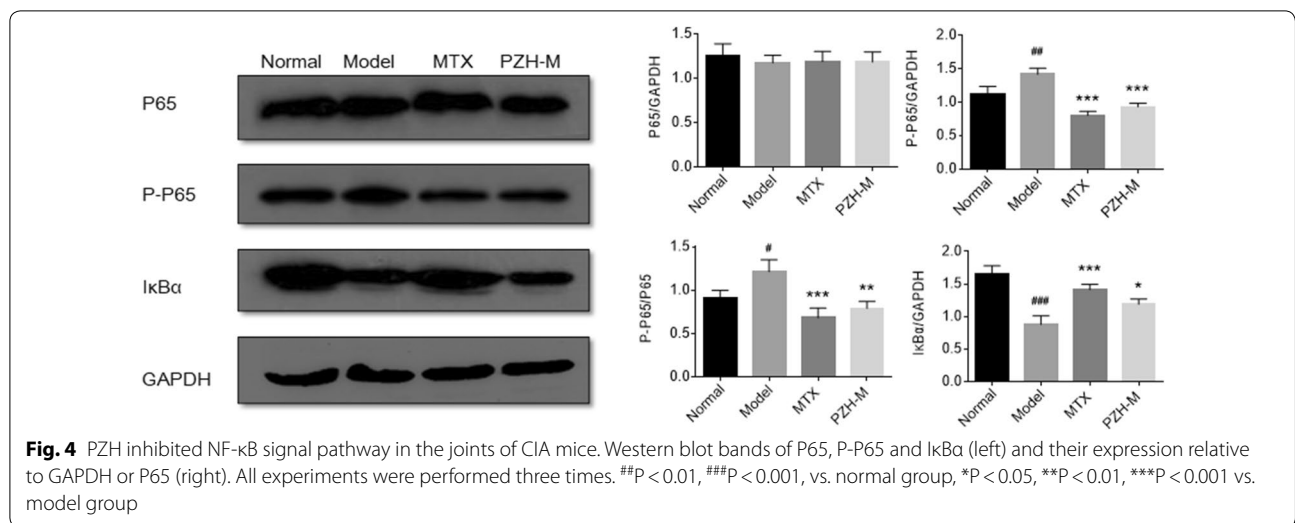 Normal Model MTX PZH-M
P65
P-P65
IκBα
GAPDH
P65/GAPDH
1.5
1.0
0.5
0.0
Normal
Model
MTX
PZH-M
P-P65/GAPDH
2.0
1.5
1.0
0.5
0.0
##
***
***
Normal
Model
MTX
PZH-M
P-P65/P65
1.5
1.0
0.5
0.0
#
***
**
Normal
Model
MTX
PZH-M
IκBα/GAPDH
2.0
1.5
1.0
0.5
0.0
###
***
*
Normal
Model
MTX
PZH-M
Fig. 4 PZH inhibited NF-κB signal pathway in the joints of CIA mice. Western blot bands of P65, P-P65 and IκBα (left) and their expression relative
to GAPDH or P65 (right). All experiments were performed three times. ##P < 0.01, ###P < 0.001, vs. normal group, *P < 0.05, **P < 0.01, ***P < 0.001 vs.
model group